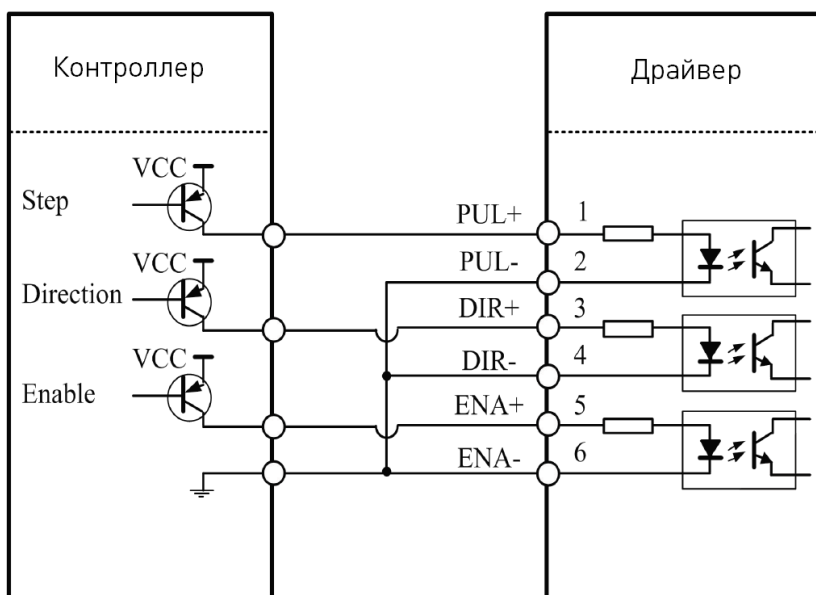 Контроллер
Драйвер
VCC
Step
PUL+ 1
PUL- 2
VCC
Direction
DIR+ 3
DIR- 4
VCC
Enable
ENA+ 5
ENA- 6